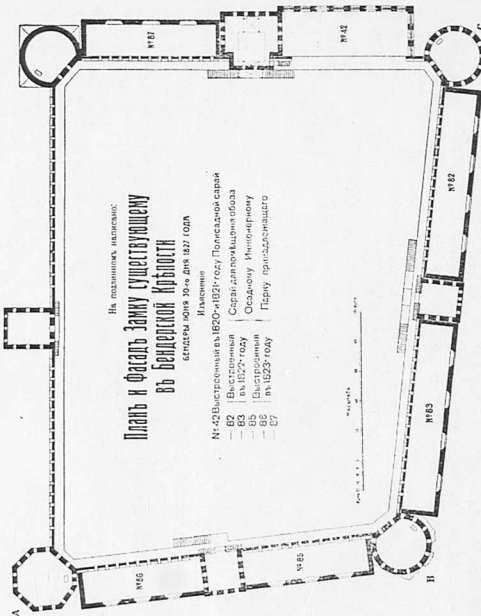 На подлинномъ написано:
Планъ и Фасадъ Замку существующему
въ Бендерской Крѣпости
БЕНДЕРЫ ІЮНЯ 30-го ДНЯ 1827 ГОДА
Изъясненіе
№ 42 Выстроенный въ 1820 и 1821 году Полисадной сарай
— 82 Выстроенный Сарай для помѣщенія обоза
— 83 въ 1822 году Осадному Инженерному
— 85 Выстроенный Парку принадлежащаго
— 86 въ 1823 году
— 87
Масштабъ
№ 87
№ 42
№ 82
№ 83
№ 85
№ 86
A
B
C